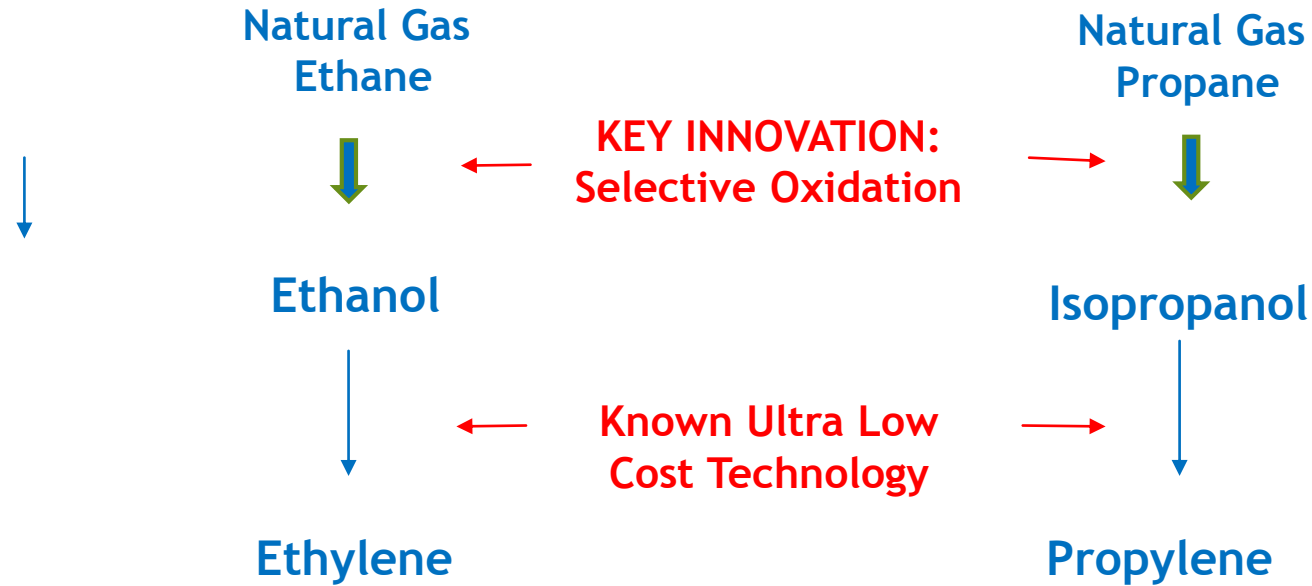 Natural Gas
Ethane
Natural Gas
Propane
KEY INNOVATION:
Selective Oxidation
Ethanol
Isopropanol
Known Ultra Low
Cost Technology
Ethylene
Propylene